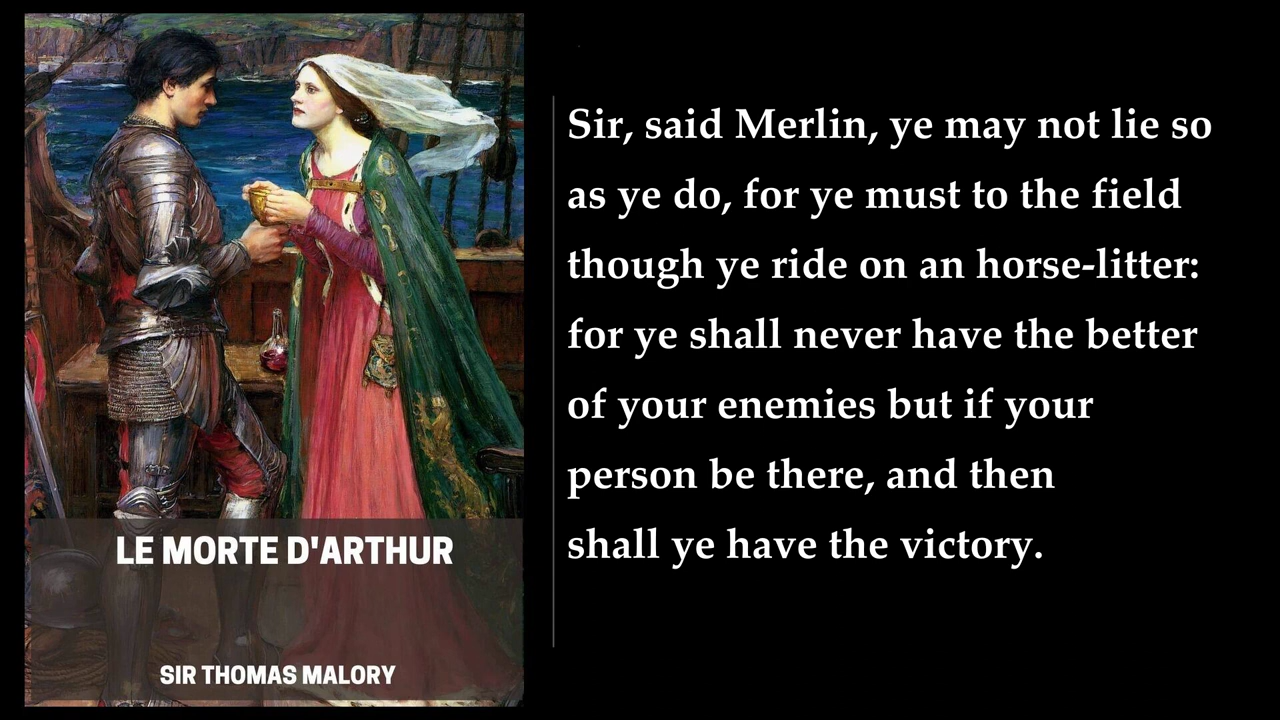 LE MORTE D'ARTHUR
SIR THOMAS MALORY
Sir, said Merlin, ye may not lie so
as ye do, for ye must to the field
though ye ride on an horse-litter:
for ye shall never have the better
of your enemies but if your
person be there, and then
shall ye have the victory.